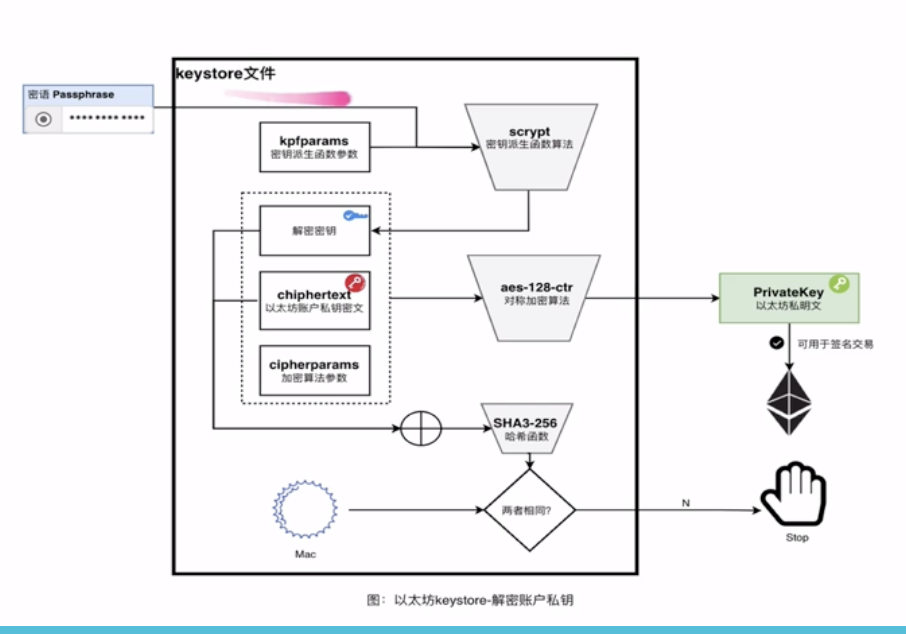 keystore文件
密语 Passphrase
************
kpfparams
密钥派生函数参数
scrypt
密钥派生函数算法
解密密钥
chiphertext
以太坊账户私钥密文
aes-128-ctr
对称加密算法
PrivateKey
以太坊私明文
可用于签名交易
cipherparams
加密算法参数
SHA3-256
哈希函数
两者相同?
N
Mac
Stop
图：以太坊keystore-解密账户私钥